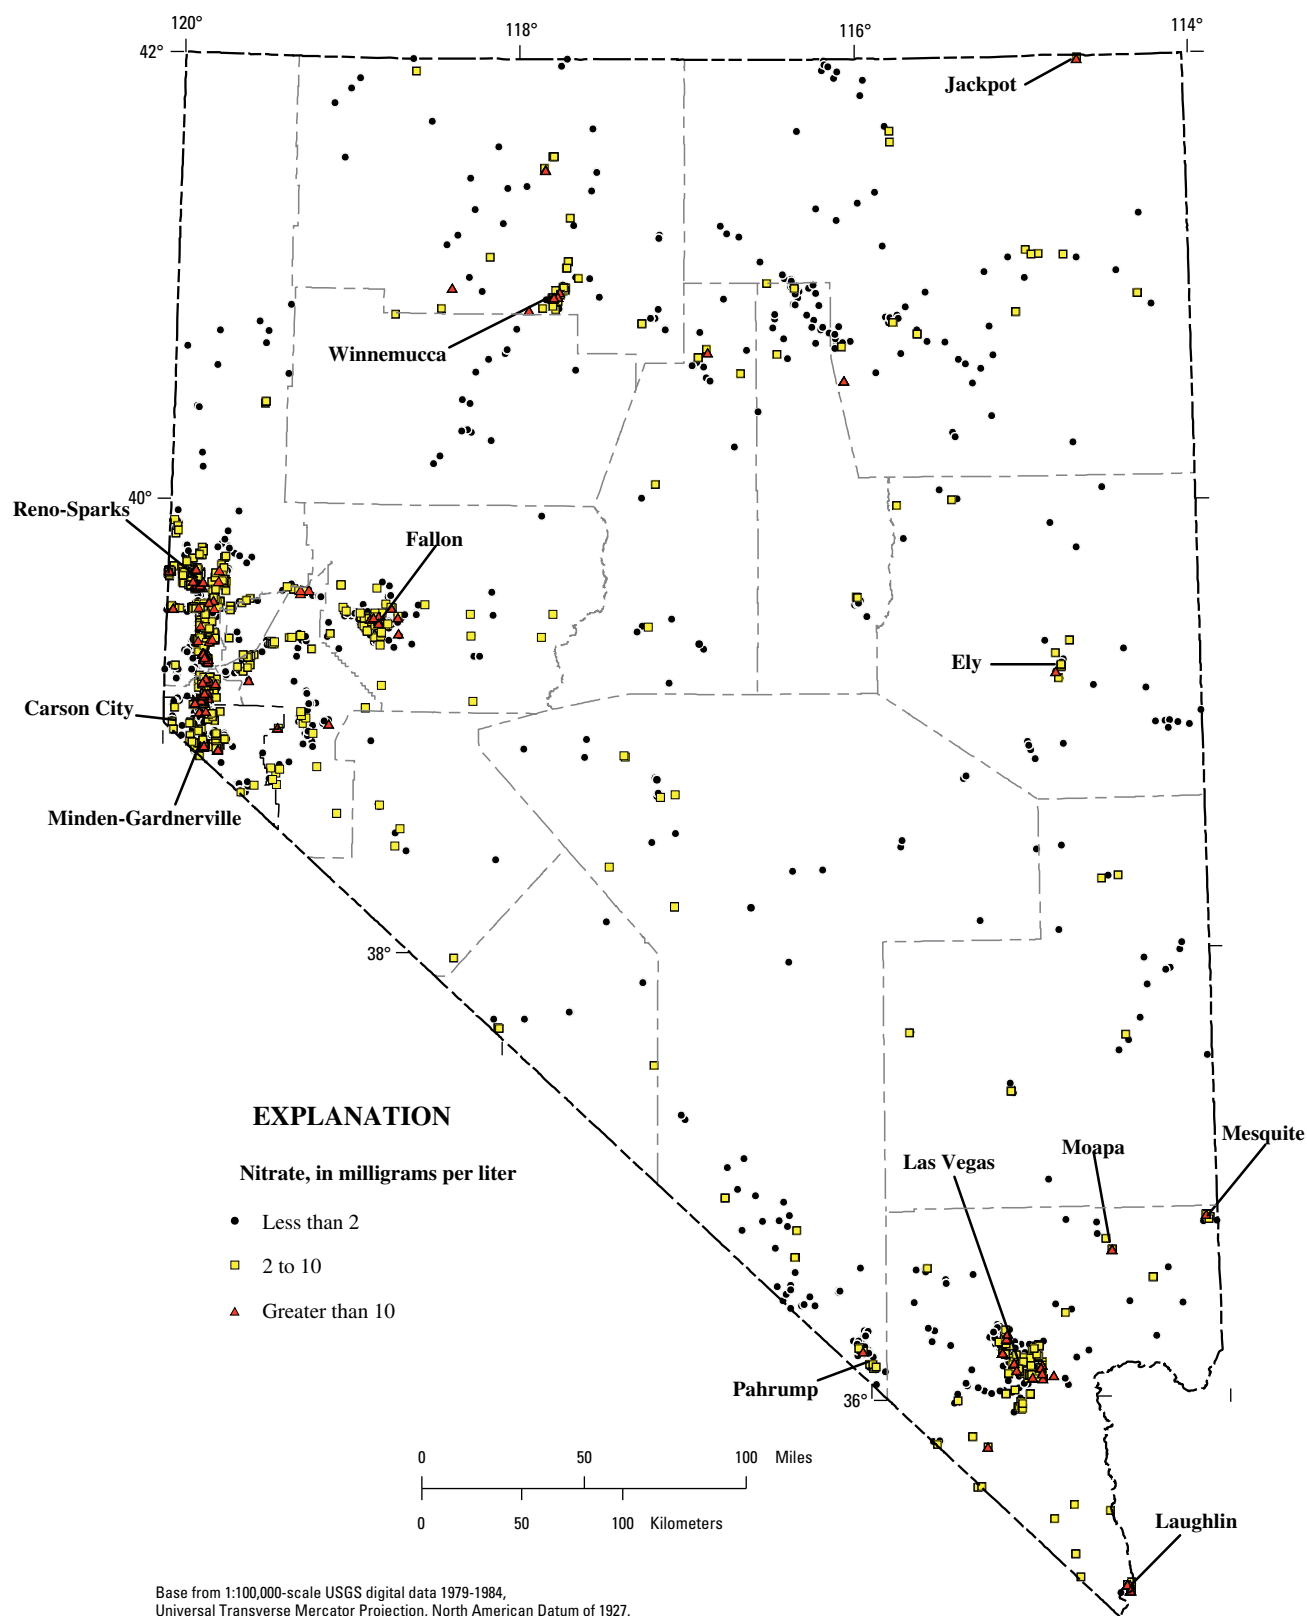 120°
118°
116°
114°
42°
Jackpot
Winnemucca
40°
Reno-Sparks
Fallon
Ely
Carson City
Minden-Gardnerville
38°
EXPLANATION
Nitrate, in milligrams per liter
Less than 2
2 to 10
Greater than 10
Mesquite
Moapa
Las Vegas
Pahrump
36°
0 50 100 Miles
0 50 100 Kilometers
Laughlin
Base from 1:100,000-scale USGS digital data 1979-1984,
Universal Transverse Mercator Projection, North American Datum of 1927.